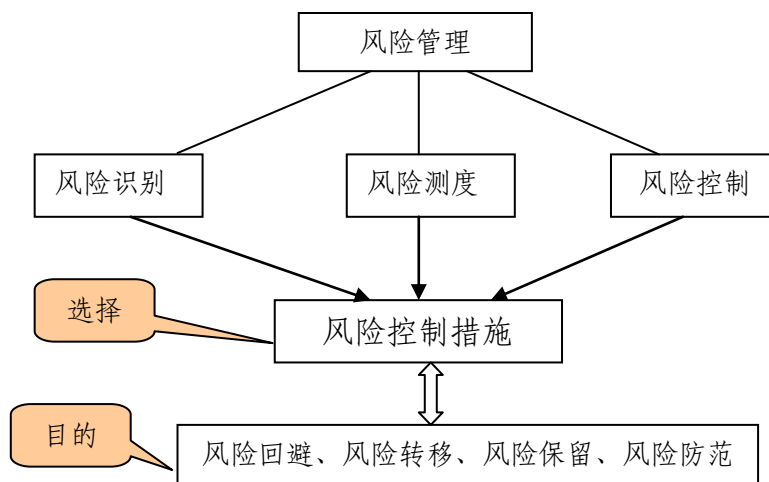 风险管理
风险识别
风险测度
风险控制
选择
风险控制措施
目的
风险回避、风险转移、风险保留、风险防范